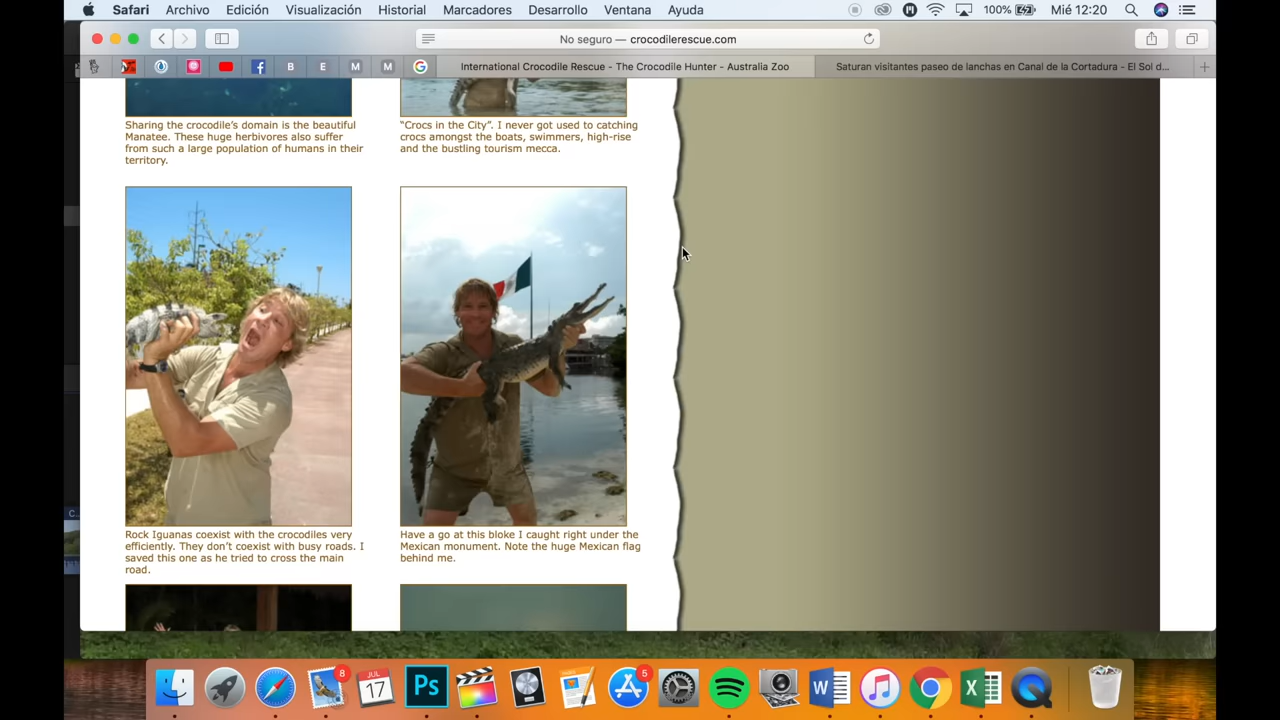 Safari Archivo Edición Visualización Historial Marcadores Desarrollo Ventana Ayuda 100% Mié 12:20
No seguro — crocodilerescue.com
B E M M G International Crocodile Rescue - The Crocodile Hunter - Australia Zoo Saturan visitantes paseo de lanchas en Canal de la Cortadura - El Sol d...
Sharing the crocodile's domain is the beautiful
Manatee. These huge herbivores also suffer
from such a large population of humans in their
territory.
“Crocs in the City”. I never got used to catching
crocs amongst the boats, swimmers, high-rise
and the bustling tourism mecca.
Rock Iguanas coexist with the crocodiles very
efficiently. They don't coexist with busy roads. I
saved this one as he tried to cross the main
road.
Have a go at this bloke I caught right under the
Mexican monument. Note the huge Mexican flag
behind me.
C
8 JUL 17 Ps 5 W X